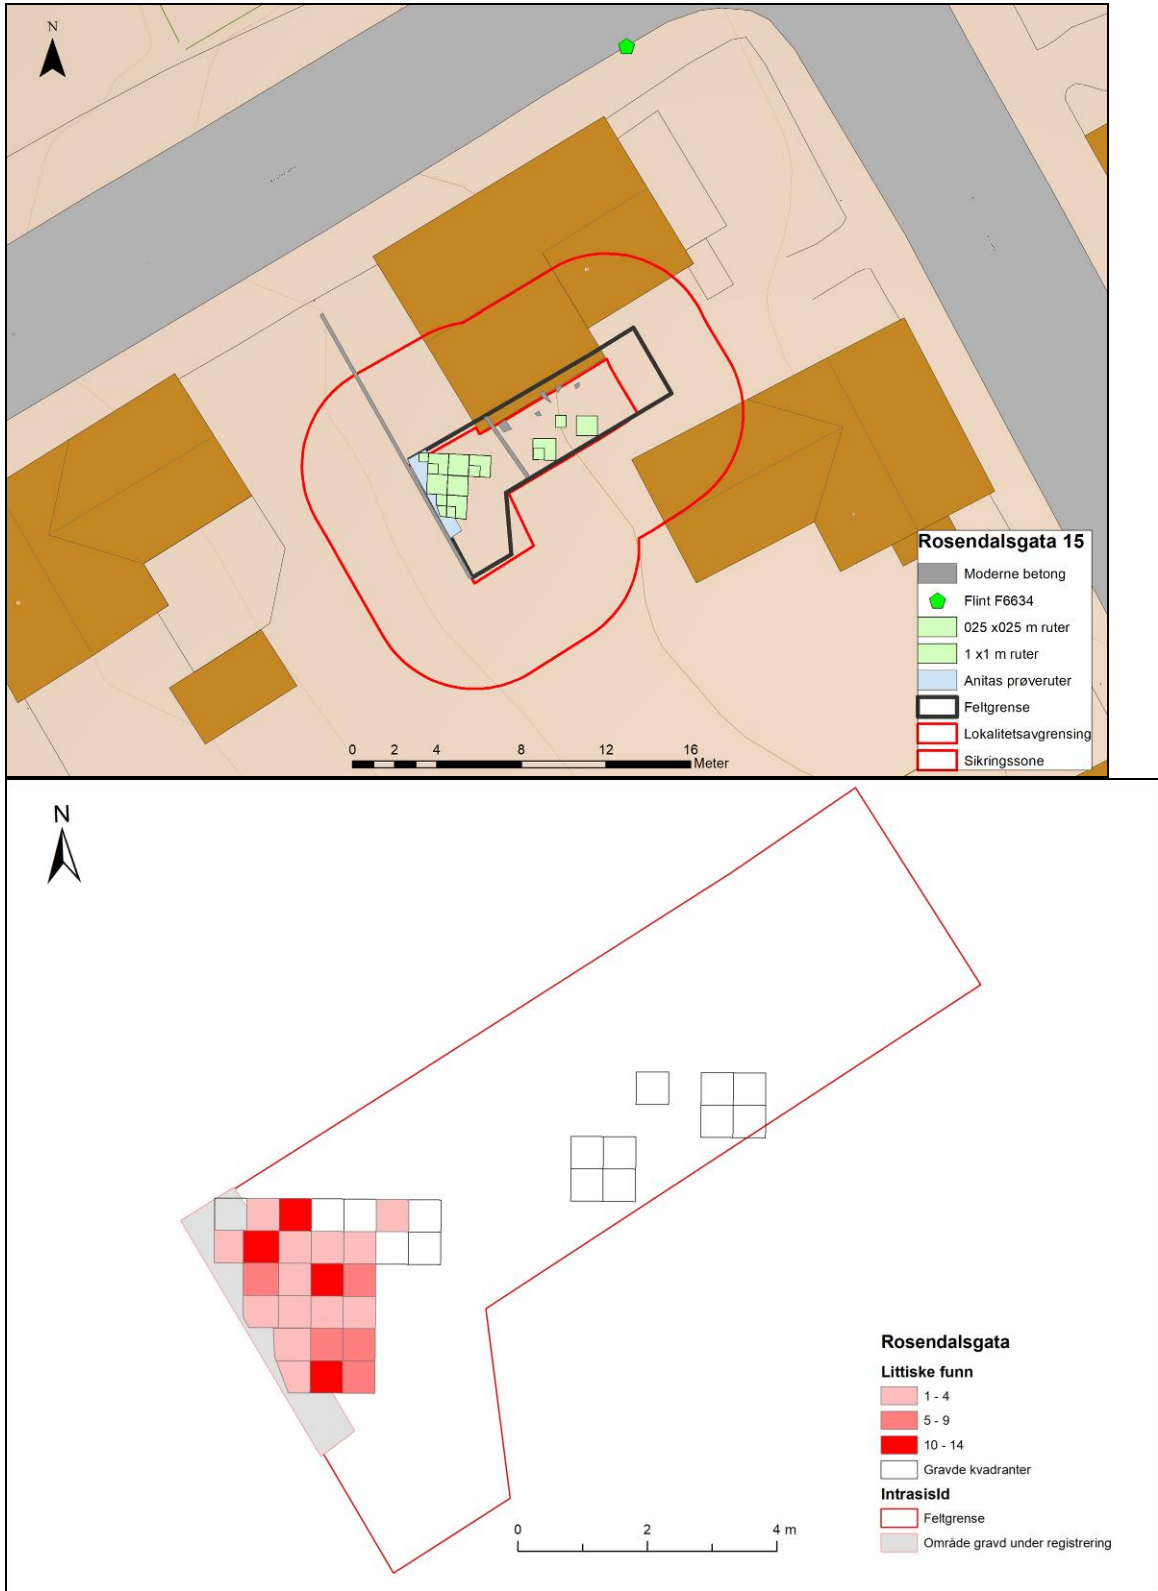 N
Rosendalsgata 15
Moderne betong
Flint F6634
025 x025 m ruter
1 x1 m ruter
Anitas prøveruter
Feltgrense
Lokalitetsavgrensing
Sikringssone
0 2 4 8 12 16
Meter
N
Rosendalsgata
Littiske funn
1 - 4
5 - 9
10 - 14
Gravde kvadranter
IntrasisId
Feltgrense
Område gravd under registrering
0 2 4 m